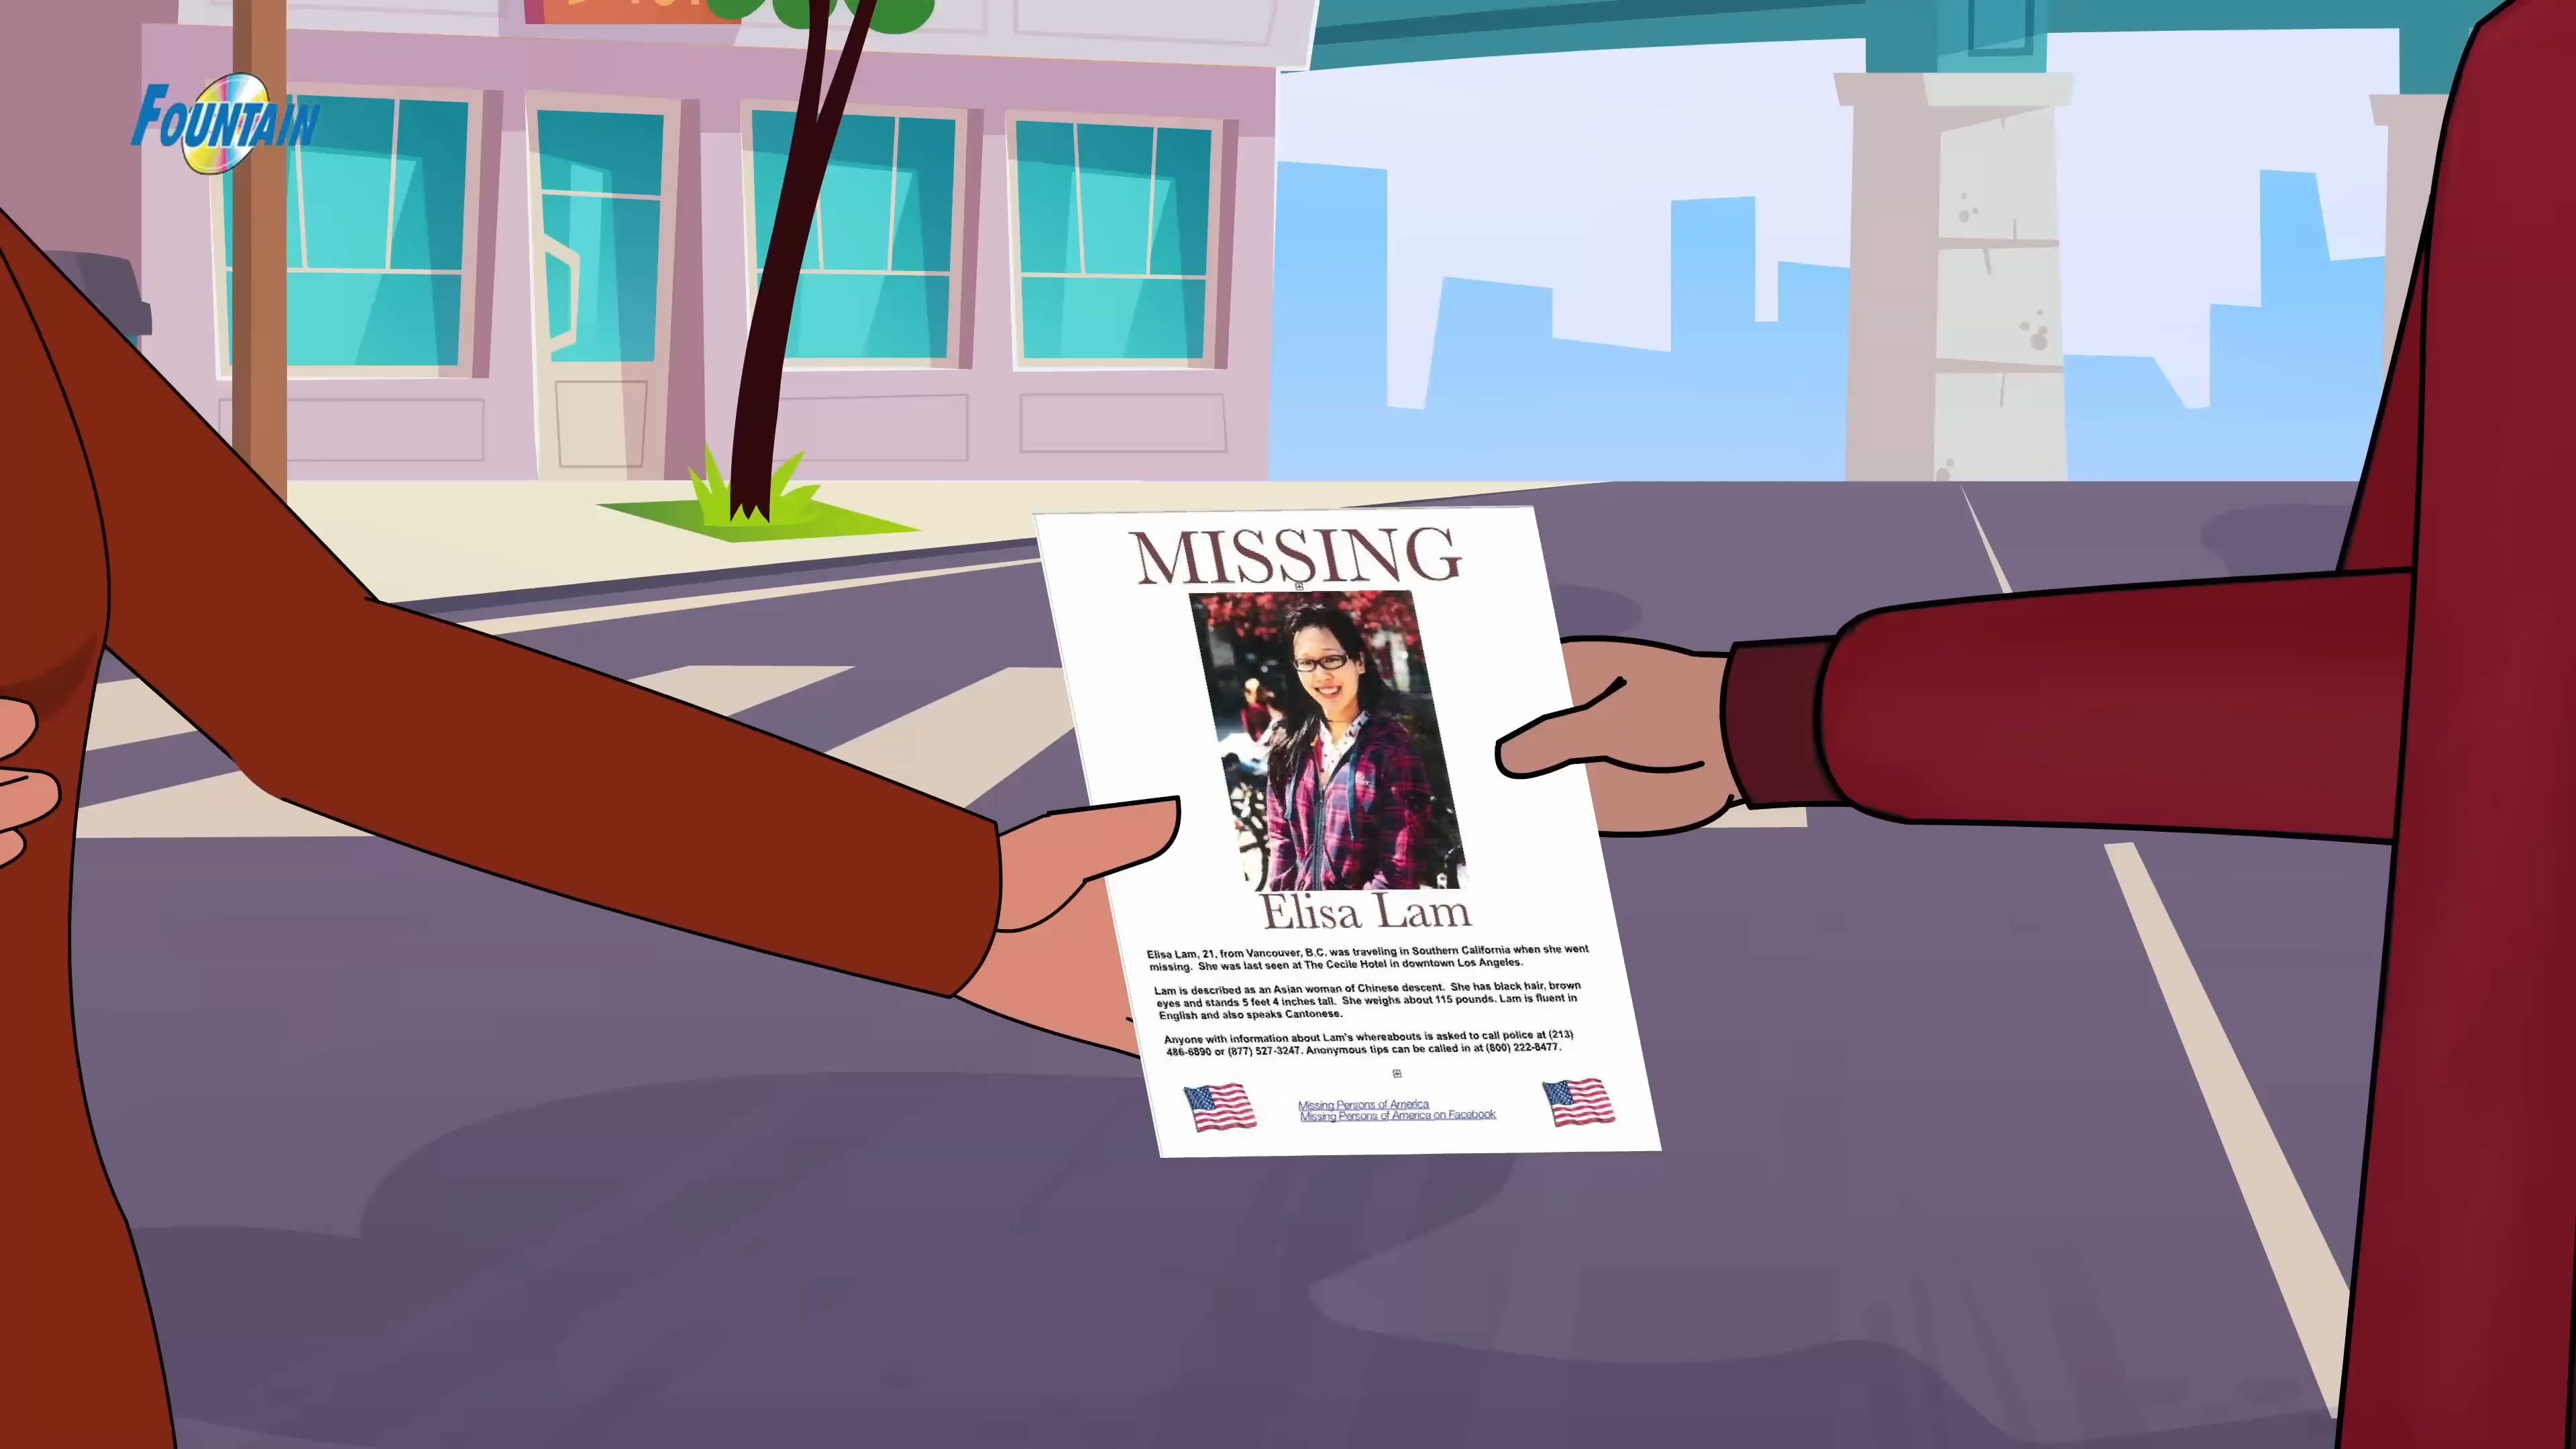 FOUNTAIN
MISSING
Elisa Lam
Elisa Lam, 21, from Vancouver, B.C. was traveling in Southern California when she went
missing. She was last seen at The Cecile Hotel in downtown Los Angeles.
Lam is described as an Asian woman of Chinese descent. She has black hair, brown
eyes and stands 5 feet 4 inches tall. She weighs about 115 pounds. Lam is fluent in
English and also speaks Cantonese.
Anyone with information about Lam's whereabouts is asked to call police at (213)
486-6890 or (877) 527-3247. Anonymous tips can be called in at (800) 222-8477.
Missing Persons of America
Missing Persons of America on Facebook